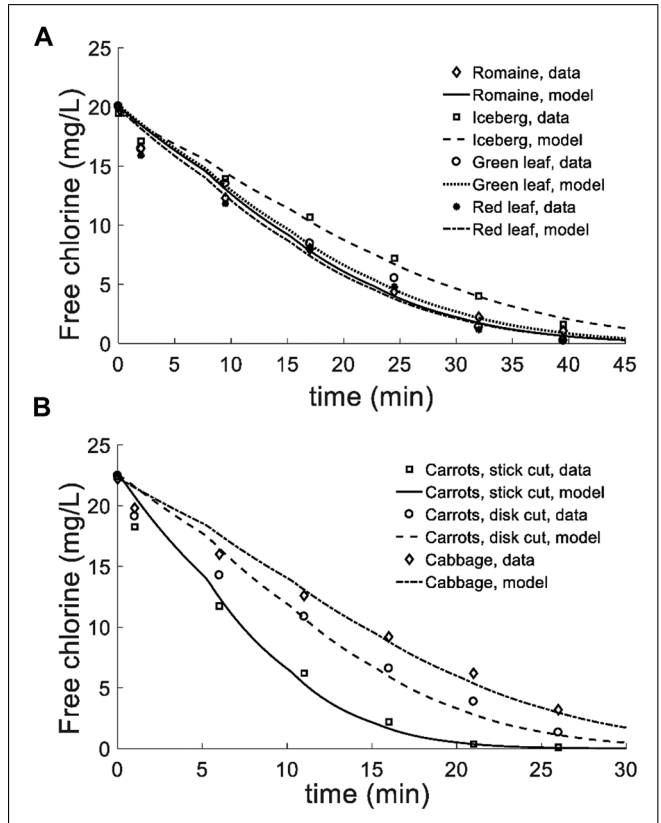 A
25
20
15
10
5
0
Free chlorine (mg/L)
Romaine, data
Romaine, model
Iceberg, data
Iceberg, model
Green leaf, data
Green leaf, model
Red leaf, data
Red leaf, model
0 5 10 15 20 25 30 35 40 45
time (min)
B
25
20
15
10
5
0
Free chlorine (mg/L)
Carrots, stick cut, data
Carrots, stick cut, model
Carrots, disk cut, data
Carrots, disk cut, model
Cabbage, data
Cabbage, model
0 5 10 15 20 25 30
time (min)